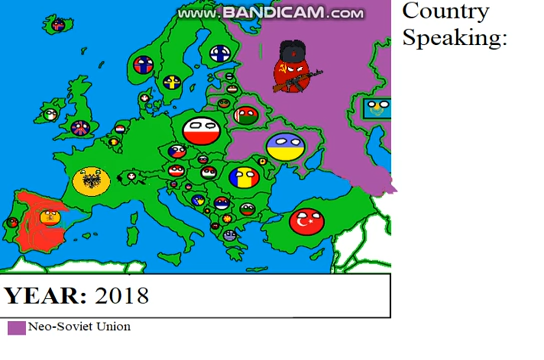 www.BANDICAM.com
Country
Speaking:
YEAR: 2018
Neo-Soviet Union